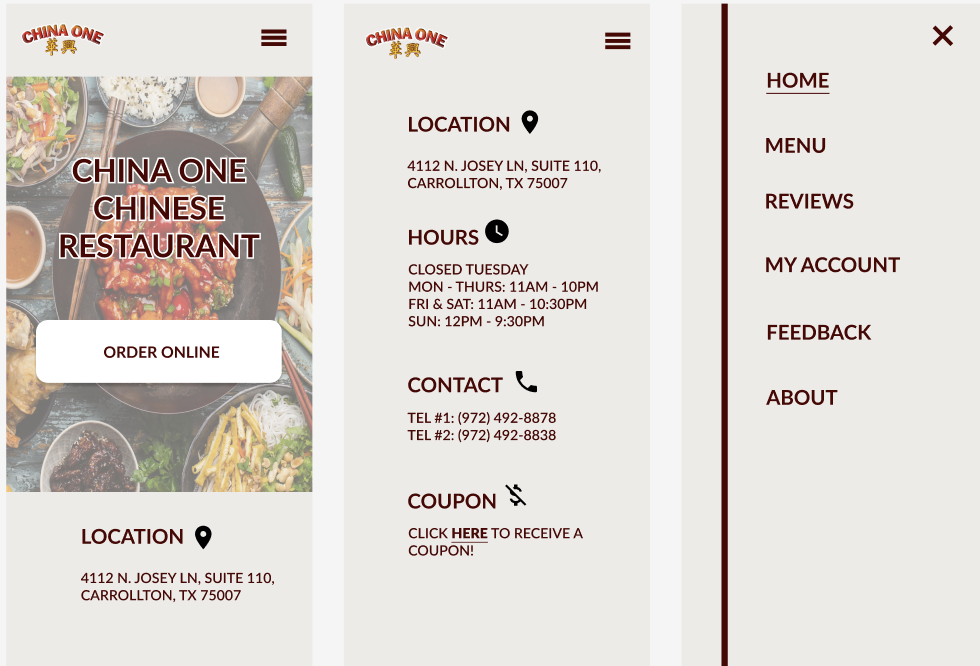 CHINA ONE
華興
CHINA ONE
CHINESE
RESTAURANT
ORDER ONLINE
LOCATION
4112 N. JOSEY LN, SUITE 110,
CARROLLTON, TX 75007
CHINA ONE
華興
LOCATION
4112 N. JOSEY LN, SUITE 110,
CARROLLTON, TX 75007
HOURS
CLOSED TUESDAY
MON - THURS: 11AM - 10PM
FRI & SAT: 11AM - 10:30PM
SUN: 12PM - 9:30PM
CONTACT
TEL #1: (972) 492-8878
TEL #2: (972) 492-8838
COUPON
CLICK HERE TO RECEIVE A
COUPON!
HOME
MENU
REVIEWS
MY ACCOUNT
FEEDBACK
ABOUT